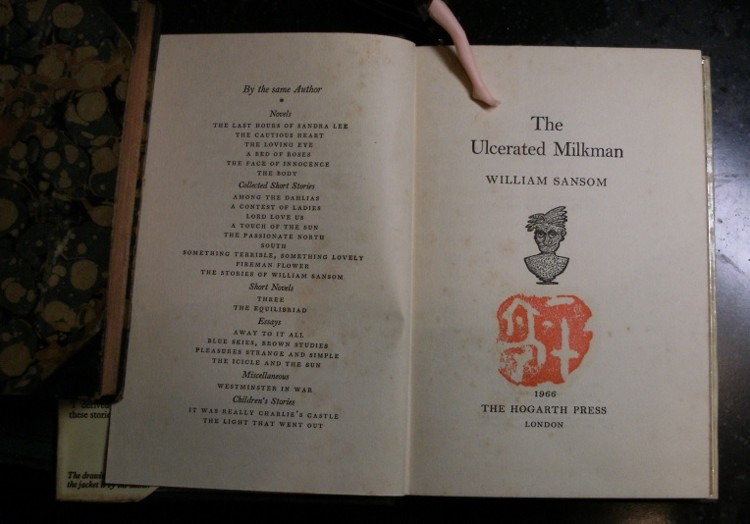 By the same Author
Novels
THE LAST HOURS OF SANDRA LEE
THE CAUTIOUS HEART
THE LOVING EYE
A BED OF ROSES
THE FACE OF INNOCENCE
THE BODY
Collected Short Stories
AMONG THE DAHLIAS
A CONTEST OF LADIES
LORD LOVE US
A TOUCH OF THE SUN
THE PASSIONATE NORTH
SOUTH
SOMETHING TERRIBLE, SOMETHING LOVELY
FIREMAN FLOWER
THE STORIES OF WILLIAM SANSOM
Short Novels
THREE
THE EQUILIBRIAD
Essays
AWAY TO IT ALL
BLUE SKIES, BROWN STUDIES
PLEASURES STRANGE AND SIMPLE
THE ICICLE AND THE SUN
Miscellaneous
WESTMINSTER IN WAR
Children's Stories
IT WAS REALLY CHARLIE'S CASTLE
THE LIGHT THAT WENT OUT
these
The
the jacket
The
Ulcerated Milkman
WILLIAM SANSOM
1966
THE HOGARTH PRESS
LONDON